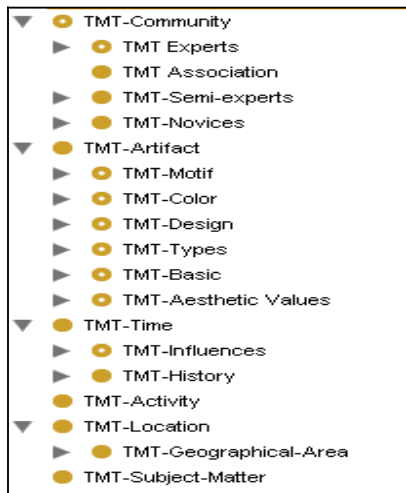 TMT-Community
TMT Experts
TMT Association
TMT-Semi-experts
TMT-Novices
TMT-Artifact
TMT-Motif
TMT-Color
TMT-Design
TMT-Types
TMT-Basic
TMT-Aesthetic Values
TMT-Time
TMT-Influences
TMT-History
TMT-Activity
TMT-Location
TMT-Geographical-Area
TMT-Subject-Matter